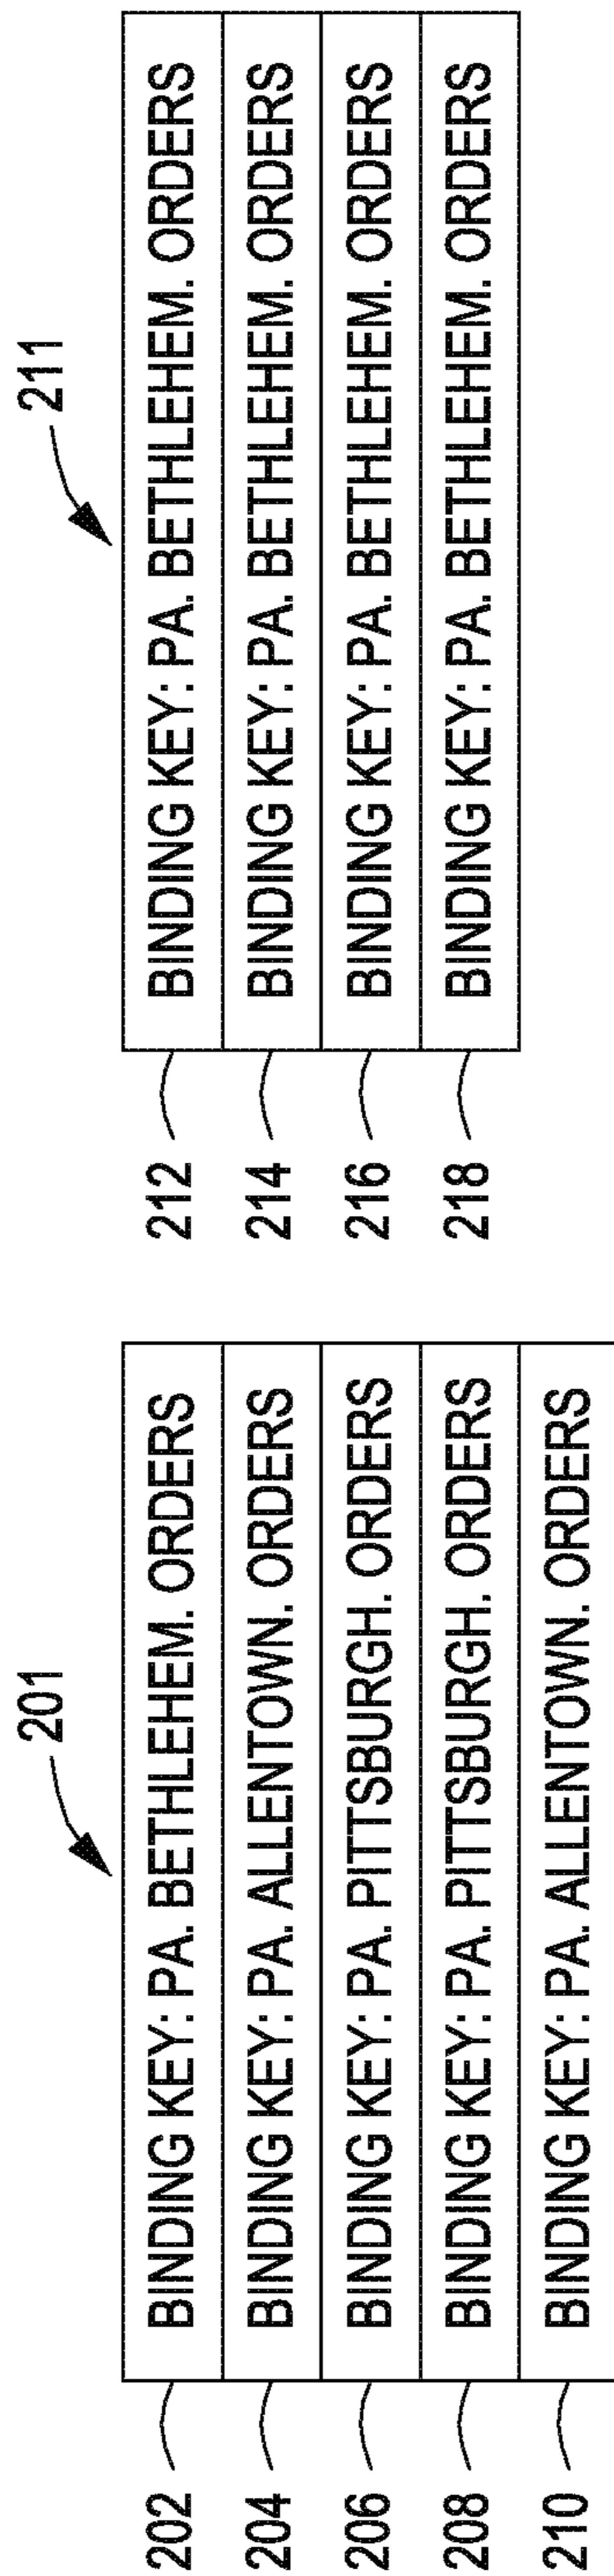 201
202 BINDING KEY: PA. BETHLEHEM. ORDERS
204 BINDING KEY: PA. ALLENTOWN. ORDERS
206 BINDING KEY: PA. PITTSBURGH. ORDERS
208 BINDING KEY: PA. PITTSBURGH. ORDERS
210 BINDING KEY: PA. ALLENTOWN. ORDERS
211
212 BINDING KEY: PA. BETHLEHEM. ORDERS
214 BINDING KEY: PA. BETHLEHEM. ORDERS
216 BINDING KEY: PA. BETHLEHEM. ORDERS
218 BINDING KEY: PA. BETHLEHEM. ORDERS